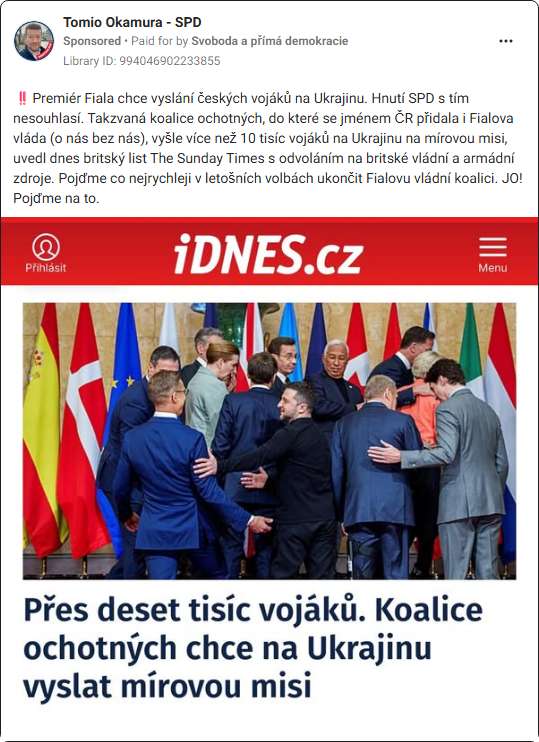 Tomio Okamura - SPD
Sponsored • Paid for by Svoboda a přímá demokracie
Library ID: 994046902233855
‼️ Premiér Fiala chce vyslání českých vojáků na Ukrajinu. Hnutí SPD s tím
nesouhlasí. Takzvaná koalice ochotných, do které se jménem ČR přidala i Fialova
vláda (o nás bez nás), vyšle více než 10 tisíc vojáků na Ukrajinu na mírovou misi,
uvedl dnes britský list The Sunday Times s odvoláním na britské vládní a armádní
zdroje. Pojďme co nejrychleji v letošních volbách ukončit Fialovu vládní koalici. JO!
Pojďme na to.
iDNES.cz
Přihlásit
Menu
Přes deset tisíc vojáků. Koalice
ochotných chce na Ukrajinu
vyslat mírovou misi